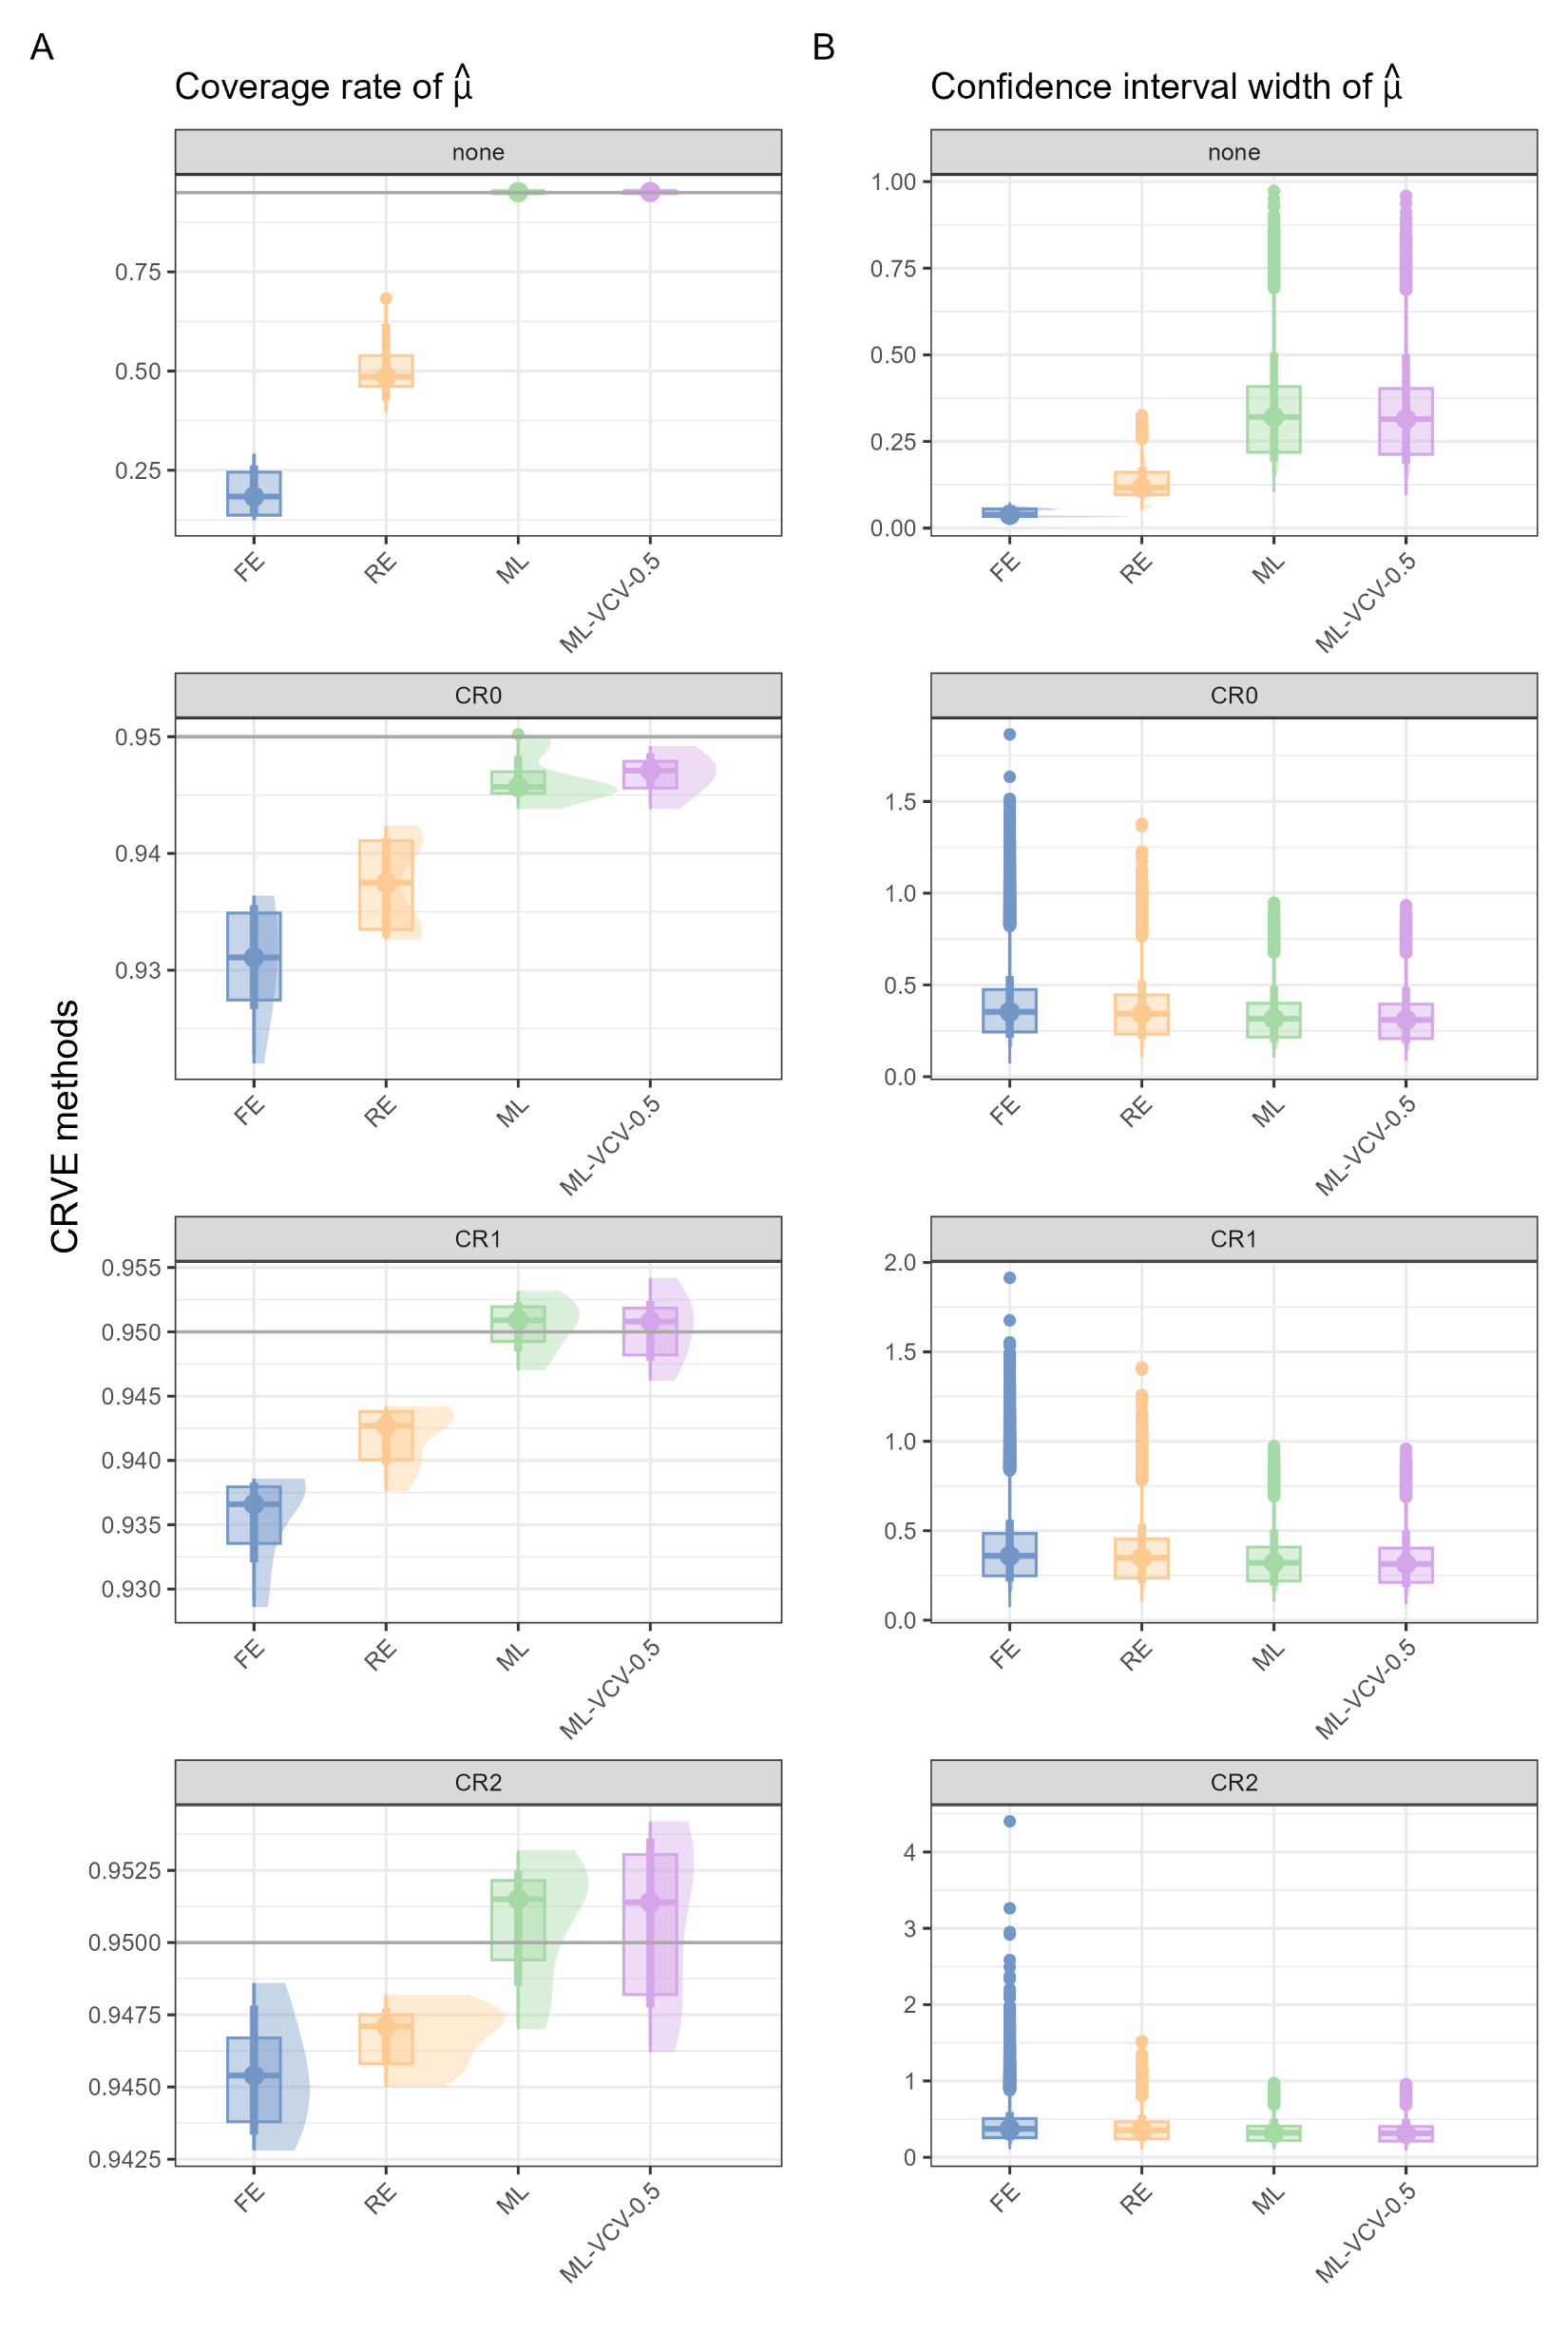 A
Coverage rate of μ̂
none
0.75
0.50
0.25
FE RE ML ML-VCV-0.5
CR0
0.95
0.94
0.93
FE RE ML ML-VCV-0.5
CRVE methods
CR1
0.955
0.950
0.945
0.940
0.935
0.930
FE RE ML ML-VCV-0.5
CR2
0.9525
0.9500
0.9475
0.9450
0.9425
FE RE ML ML-VCV-0.5
B
Confidence interval width of μ̂
none
1.00
0.75
0.50
0.25
0.00
FE RE ML ML-VCV-0.5
CR0
1.5
1.0
0.5
0.0
FE RE ML ML-VCV-0.5
CR1
2.0
1.5
1.0
0.5
0.0
FE RE ML ML-VCV-0.5
CR2
4
3
2
1
0
FE RE ML ML-VCV-0.5